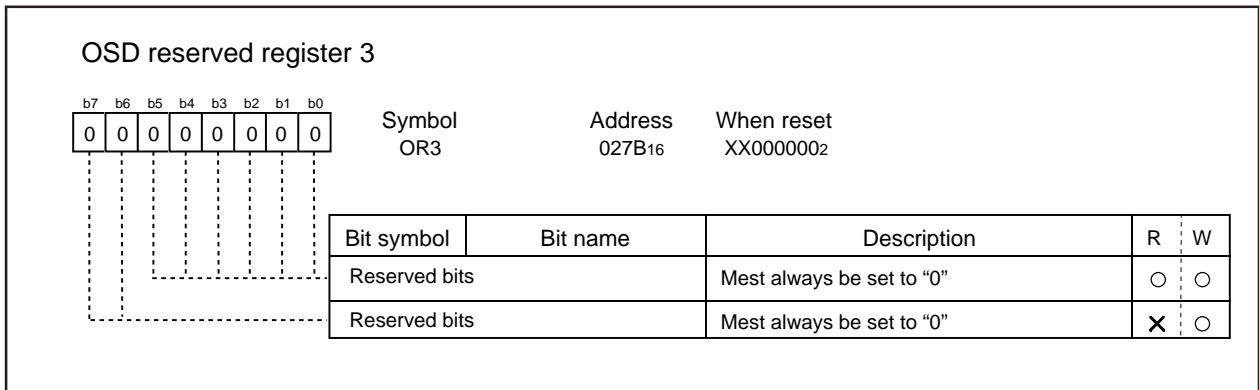 OSD reserved register 3
b7 b6 b5 b4 b3 b2 b1 b0
0 0 0 0 0 0 0 0
Symbol Address When reset
OR3 027B16 XX0000002
Bit symbol Bit name Description R W
Reserved bits Mest always be set to “0” ○ ○
Reserved bits Mest always be set to “0” ✕ ○